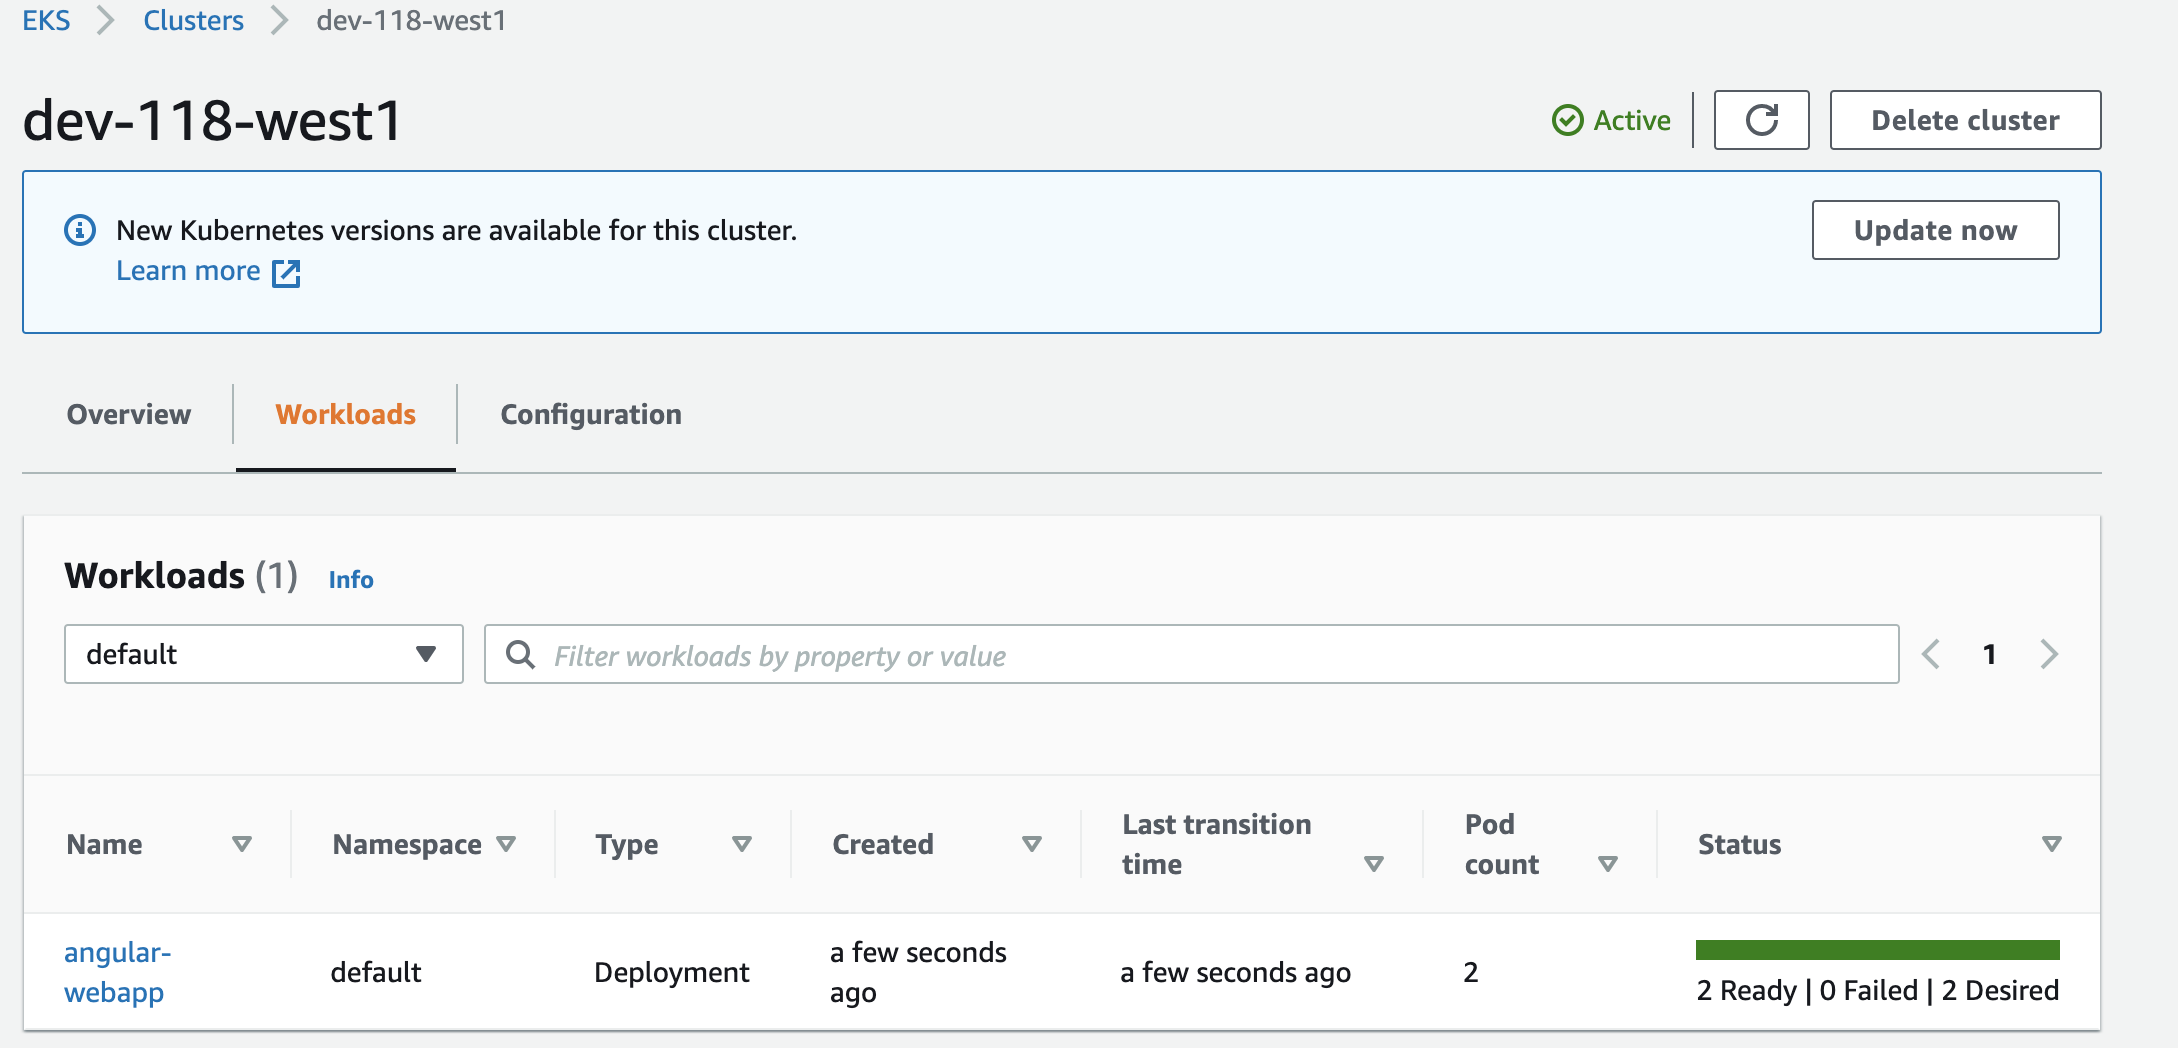 EKS > Clusters > dev-118-west1
dev-118-west1
Active
Delete cluster
New Kubernetes versions are available for this cluster.
Learn more
Update now
Overview
Workloads
Configuration
Workloads (1) Info
default
Filter workloads by property or value
1
Name
Namespace
Type
Created
Last transition
time
Pod
count
Status
angular-
webapp
default
Deployment
a few seconds
ago
a few seconds ago
2
2 Ready | 0 Failed | 2 Desired